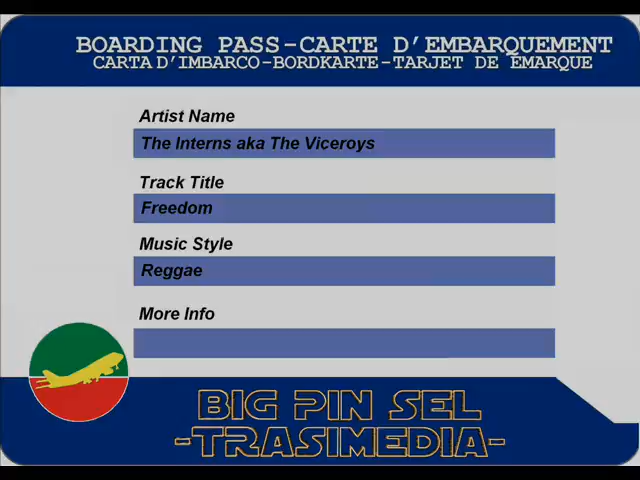 BOARDING PASS-CARTE D'EMBARQUEMENT
CARTA D'IMBARCO-BORDKARTE-TARJET DE EMARQUE
Artist Name
The Interns aka The Viceroys
Track Title
Freedom
Music Style
Reggae
More Info
BIG PIN SEL
-TRASIMEDIA-